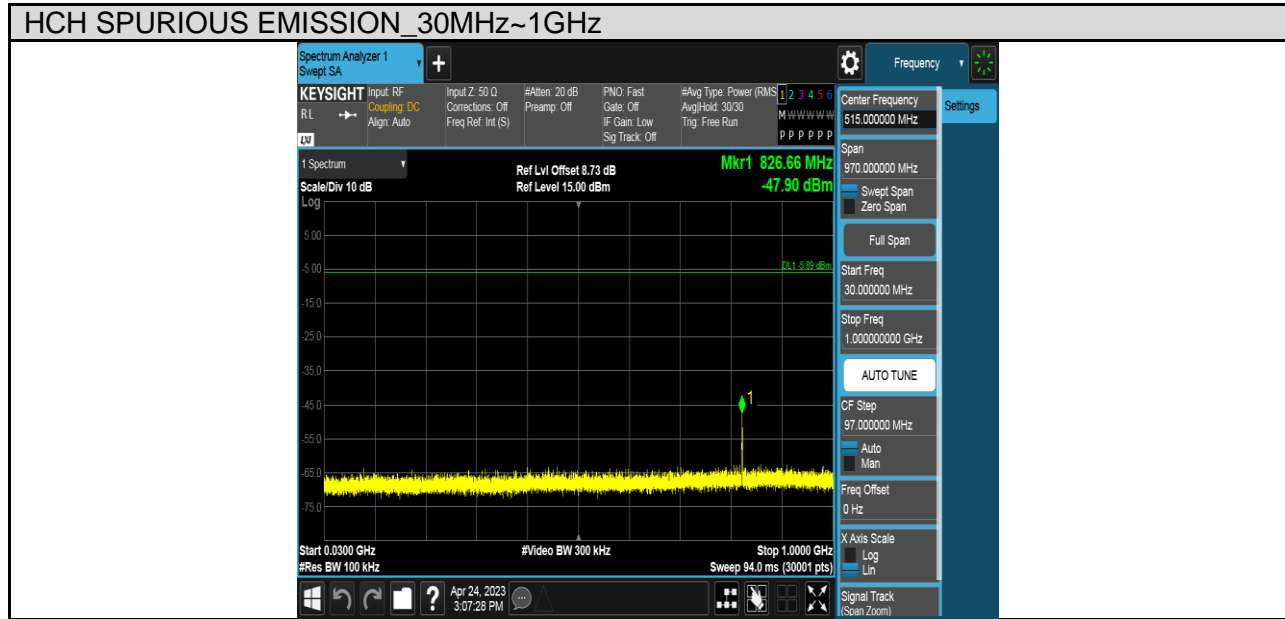 HCH SPURIOUS EMISSION_30MHz~1GHz
Spectrum Analyzer 1
Swept SA
+
Frequency
KEYSIGHT
RL
LXI
Input: RF
Coupling: DC
Align: Auto
Input Z: 50 Ω
Corrections: Off
Freq Ref: Int (S)
#Atten: 20 dB
Preamp: Off
PNO: Fast
Gate: Off
IF Gain: Low
Sig Track: Off
#Avg Type: Power (RMS
Avg|Hold: 30/30
Trig: Free Run
1 2 3 4 5 6
M W W W W W
P P P P P P
1 Spectrum
Scale/Div 10 dB
Log
Ref Lvl Offset 8.73 dB
Ref Level 15.00 dBm
Mkr1 826.66 MHz
-47.90 dBm
5.00
-5.00
DL1 -5.89 dBm
-15.0
-25.0
-35.0
-45.0
1
-55.0
-65.0
-75.0
Start 0.0300 GHz
#Res BW 100 kHz
#Video BW 300 kHz
Stop 1.0000 GHz
Sweep 94.0 ms (30001 pts)
Center Frequency
515.000000 MHz
Settings
Span
970.000000 MHz
Swept Span
Zero Span
Full Span
Start Freq
30.000000 MHz
Stop Freq
1.000000000 GHz
AUTO TUNE
CF Step
97.000000 MHz
Auto
Man
Freq Offset
0 Hz
X Axis Scale
Log
Lin
Signal Track
(Span Zoom)
?
Apr 24, 2023
3:07:28 PM